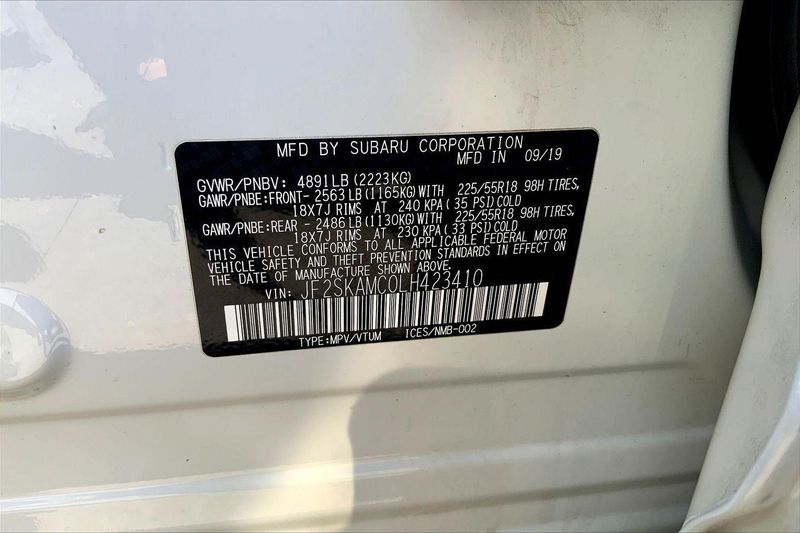 MFD BY SUBARU CORPORATION
MFD IN 09/19
GVWR/PNBV: 4891LB (2223KG)
GAWR/PNBE:FRONT- 2563LB (1165KG) WITH 225/55R18 98H TIRES,
18X7J RIMS AT 240 KPA (35 PSI) COLD
GAWR/PNBE:REAR - 2486LB (1130KG) WITH 225/55R18 98H TIRES,
18X7J RIMS AT 230 KPA (33 PSI) COLD
THIS VEHICLE CONFORMS TO ALL APPLICABLE FEDERAL MOTOR
VEHICLE SAFETY AND THEFT PREVENTION STANDARDS IN EFFECT ON
THE DATE OF MANUFACTURE SHOWN ABOVE.
VIN: JF2SKAMC0LH423410
TYPE:MPV/VTUM ICES/NMB-002